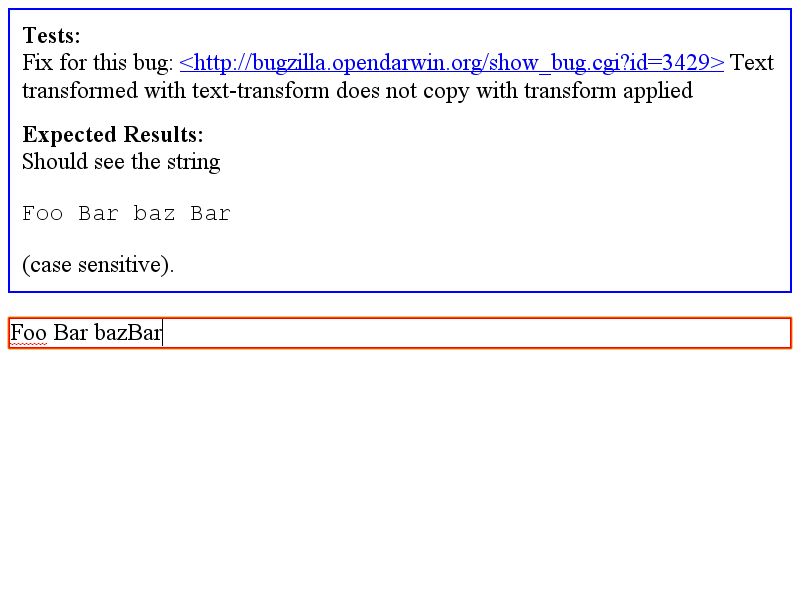 Tests:
Fix for this bug: <http://bugzilla.opendarwin.org/show_bug.cgi?id=3429> Text
transformed with text-transform does not copy with transform applied
Expected Results:
Should see the string
Foo Bar baz Bar
(case sensitive).
Foo Bar bazBar